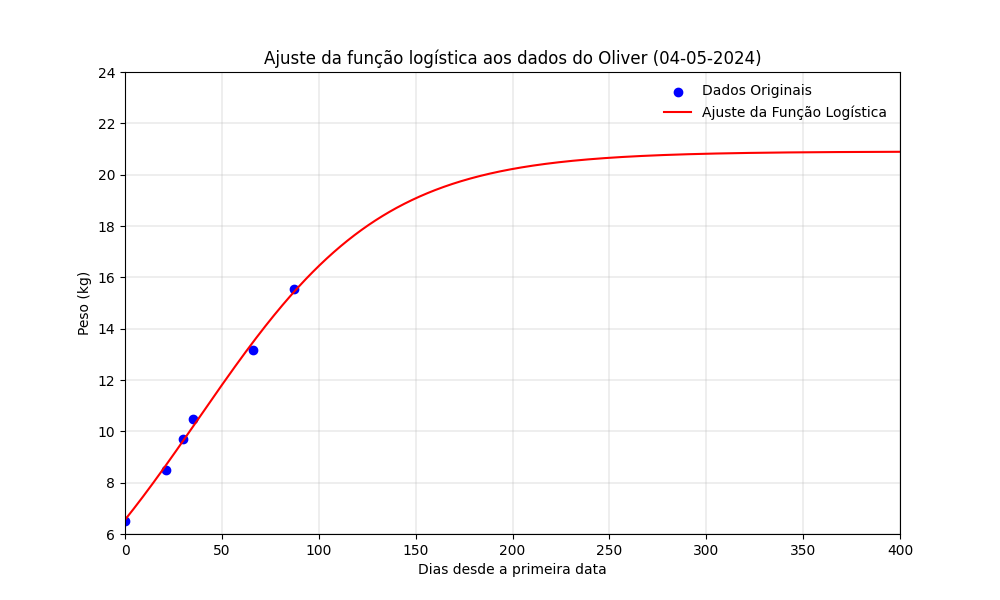 Ajuste da função logística aos dados do Oliver (04-05-2024)
Dados Originais
Ajuste da Função Logística
24
22
20
18
16
14
12
10
8
6
Peso (kg)
0 50 100 150 200 250 300 350 400
Dias desde a primeira data